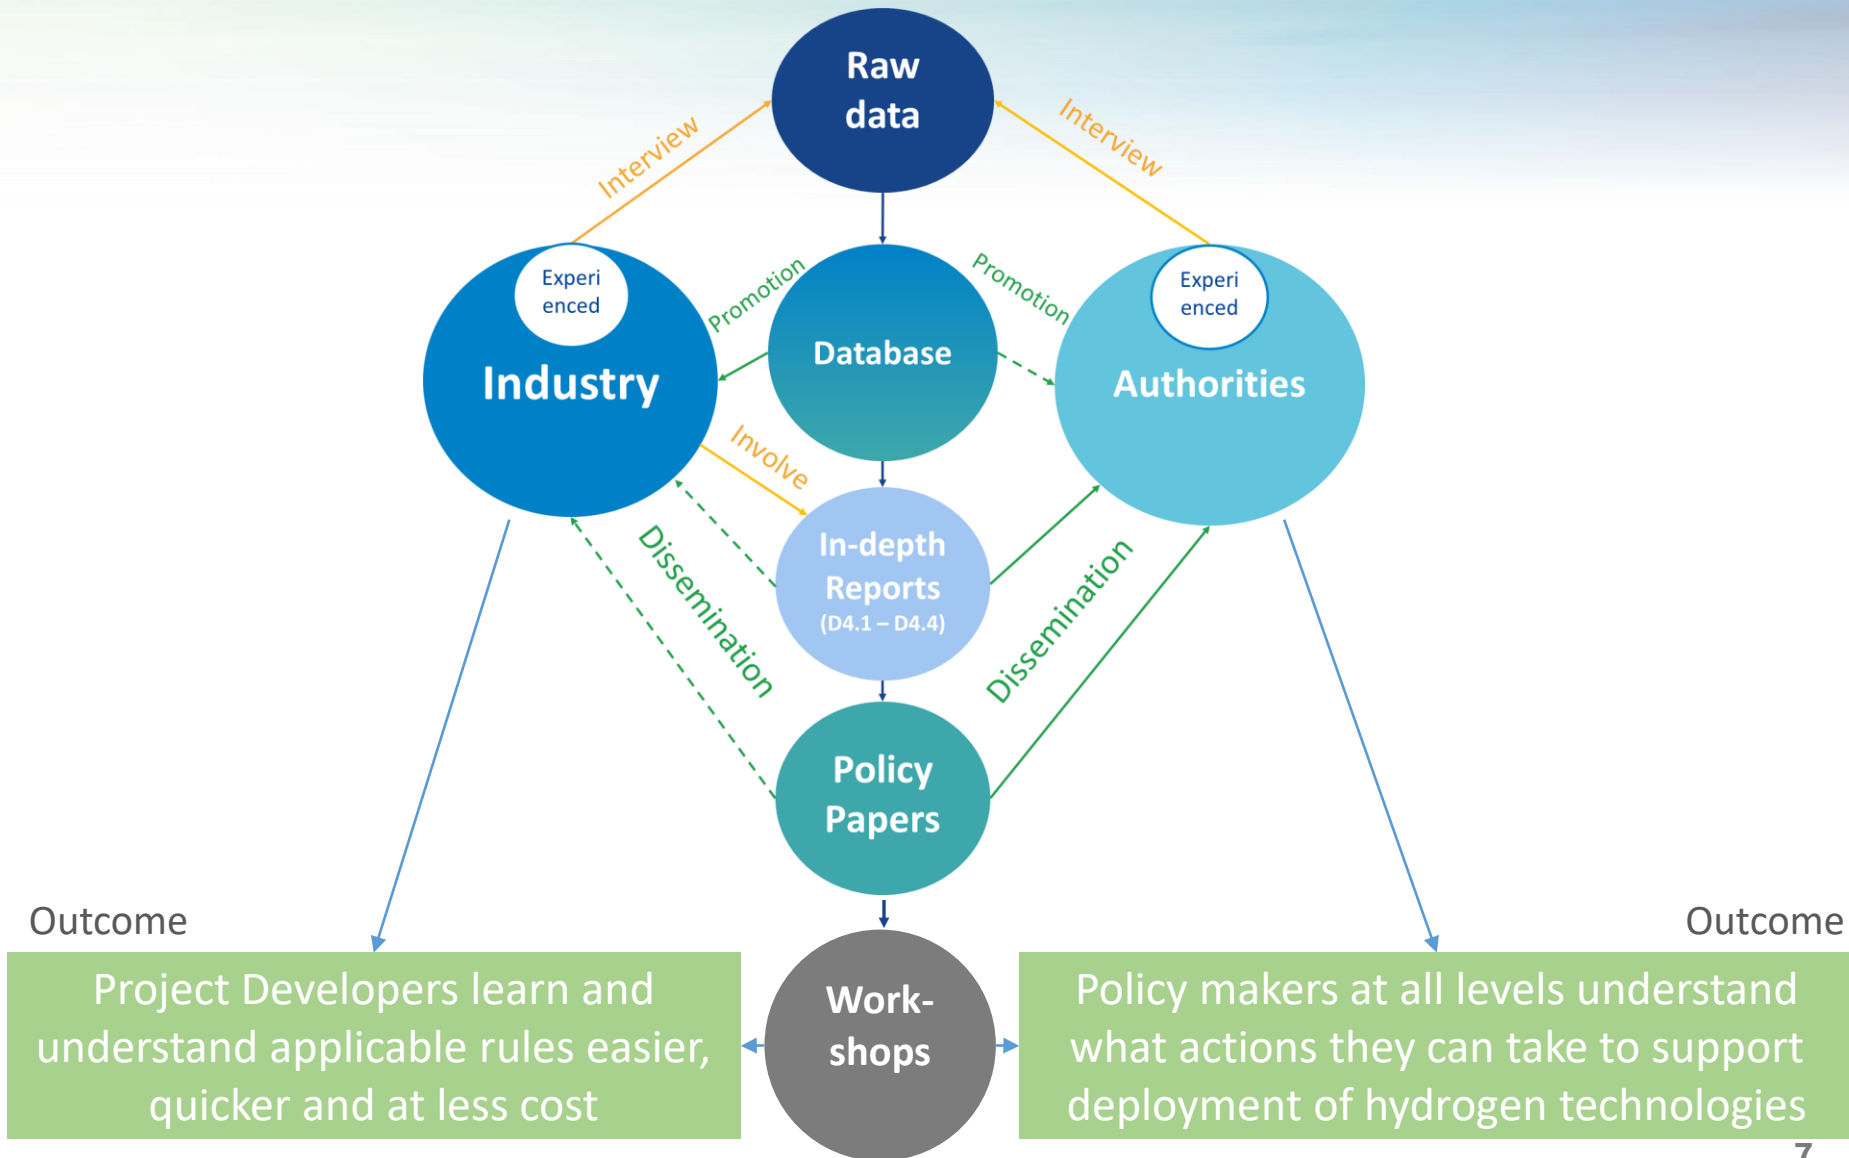 Raw
data
Interview
Interview
Experi
enced
Industry
Promotion
Database
Promotion
Experi
enced
Authorities
Involve
In-depth
Reports
(D4.1 – D4.4)
Dissemination
Dissemination
Policy
Papers
Outcome
Outcome
Project Developers learn and
understand applicable rules easier,
quicker and at less cost
Work-
shops
Policy makers at all levels understand
what actions they can take to support
deployment of hydrogen technologies
7